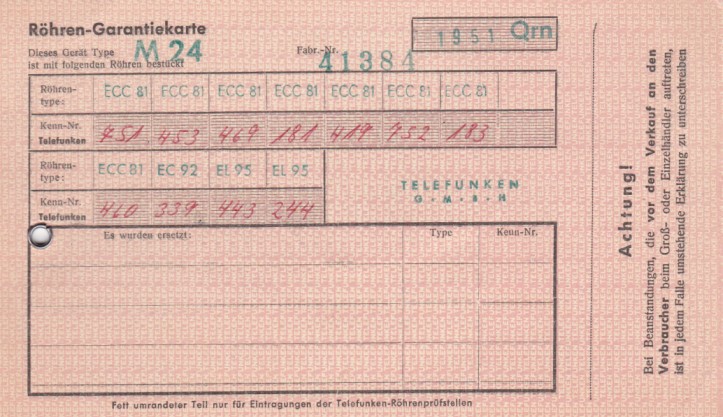 Röhren-Garantiekarte
1951 Qrn
Dieses Gerät Type M 24 Fabr.-Nr. 41384
ist mit folgenden Röhren bestückt
Röhren-type: ECC 81 ECC 81 ECC 81 ECC 81 ECC 81 ECC 81 ECC 81
Kenn-Nr. Telefunken 751 453 469 181 419 752 183
Röhren-type: ECC 81 EC 92 EL 95 EL 95
Kenn-Nr. Telefunken 460 339 443 244
TELEFUNKEN
G·M·B·H
Es wurden ersetzt: Type Kenn-Nr.
Fett umrandeter Teil nur für Eintragungen der Telefunken-Röhrenprüfstellen
Achtung!
Bei Beanstandungen, die vor dem Verkauf an den
Verbraucher beim Groß- oder Einzelhändler auftreten,
ist in jedem Falle umstehende Erklärung zu unterschreiben